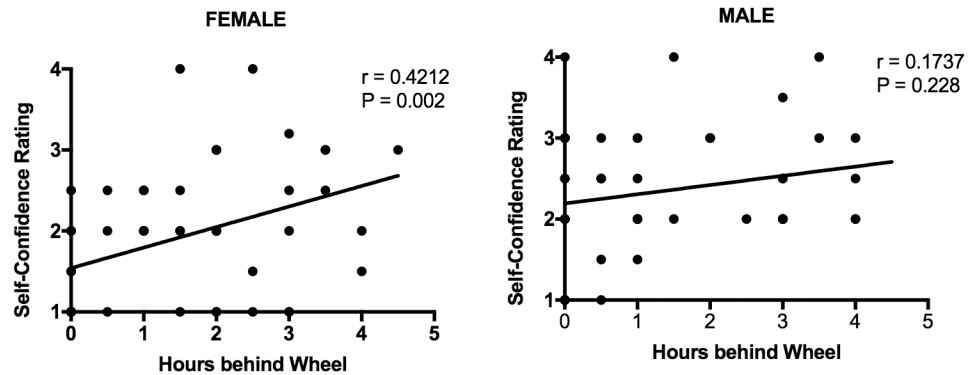 FEMALE
r = 0.4212
P = 0.002
Self-Confidence Rating
4
3
2
1
0
1
2
3
4
5
Hours behind Wheel
MALE
r = 0.1737
P = 0.228
Self-Confidence Rating
4
3
2
1
0
1
2
3
4
5
Hours behind Wheel